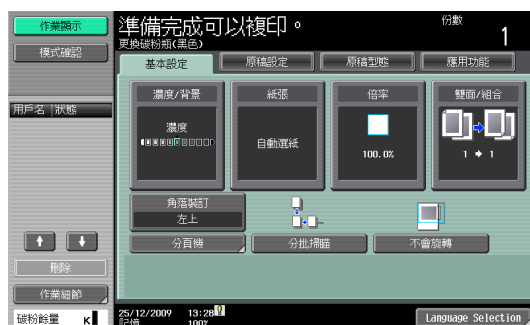 作業顯示
模式確認
用戶名 狀態
刪除
作業細節
碳粉餘量 K
準備完成可以複印。
更換碳粉瓶(黑色)
份數
1
基本設定
原稿設定
原稿型態
應用功能
濃度/背景
濃度
紙張
自動選紙
倍率
100.0%
雙面/組合
1 → 1
角落裝訂
左上
分頁機
分批掃瞄
不會旋轉
25/12/2009 13:28
記憶 100%
Language Selection